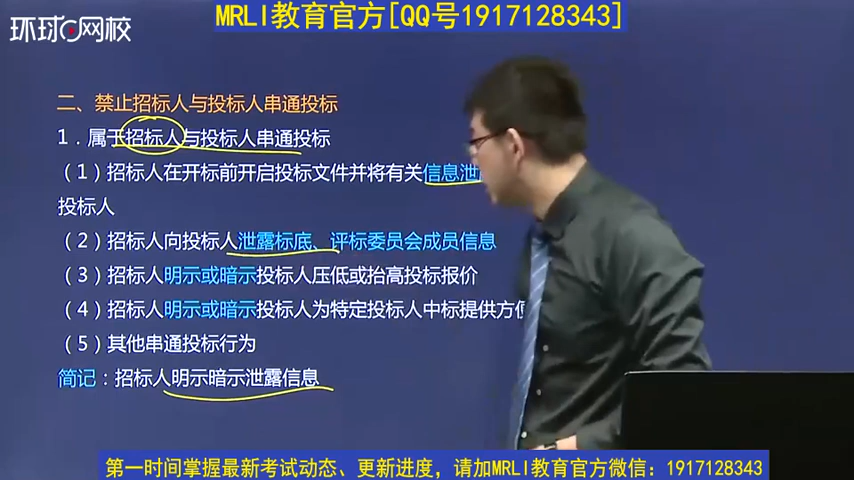 MRLI教育官方[QQ号1917128343]
环球网校
二、禁止招标人与投标人串通投标
1．属于招标人与投标人串通投标
（1）招标人在开标前开启投标文件并将有关信息泄
投标人
（2）招标人向投标人泄露标底、评标委员会成员信息
（3）招标人明示或暗示投标人压低或抬高投标报价
（4）招标人明示或暗示投标人为特定投标人中标提供方便
（5）其他串通投标行为
简记：招标人明示暗示泄露信息
第一时间掌握最新考试动态、更新进度，请加MRLI教育官方微信：1917128343